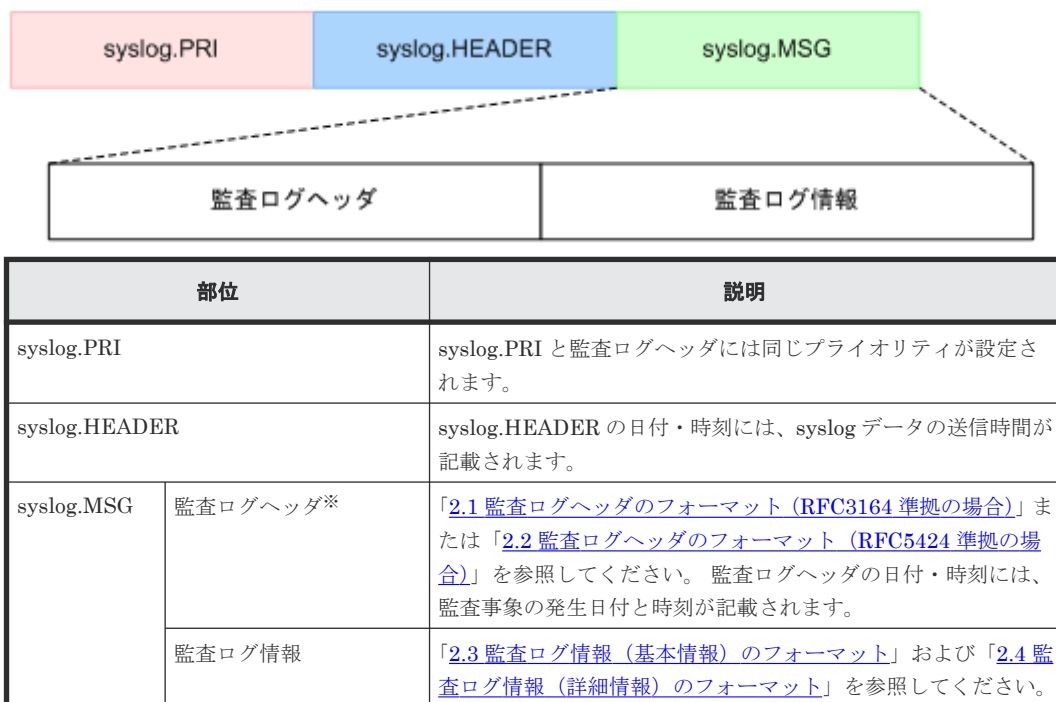 syslog.PRI
syslog.HEADER
syslog.MSG
監査ログヘッダ
監査ログ情報
部位
説明
syslog.PRI
syslog.PRI と監査ログヘッダには同じプライオリティが設定さ
れます。
syslog.HEADER
syslog.HEADER の日付・時刻には、syslog データの送信時間が
記載されます。
syslog.MSG
監査ログヘッダ※
「2.1 監査ログヘッダのフォーマット（RFC3164 準拠の場合）」ま
たは「2.2 監査ログヘッダのフォーマット（RFC5424 準拠の場
合）」を参照してください。 監査ログヘッダの日付・時刻には、
監査事象の発生日付と時刻が記載されます。
監査ログ情報
「2.3 監査ログ情報（基本情報）のフォーマット」および「2.4 監
査ログ情報（詳細情報）のフォーマット」を参照してください。